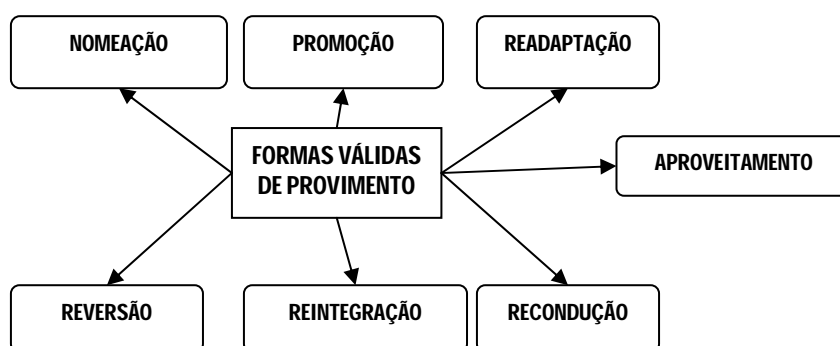 NOMEAÇÃO
PROMOÇÃO
READAPTAÇÃO
FORMAS VÁLIDAS
DE PROVIMENTO
APROVEITAMENTO
REVERSÃO
REINTEGRAÇÃO
RECONDUÇÃO